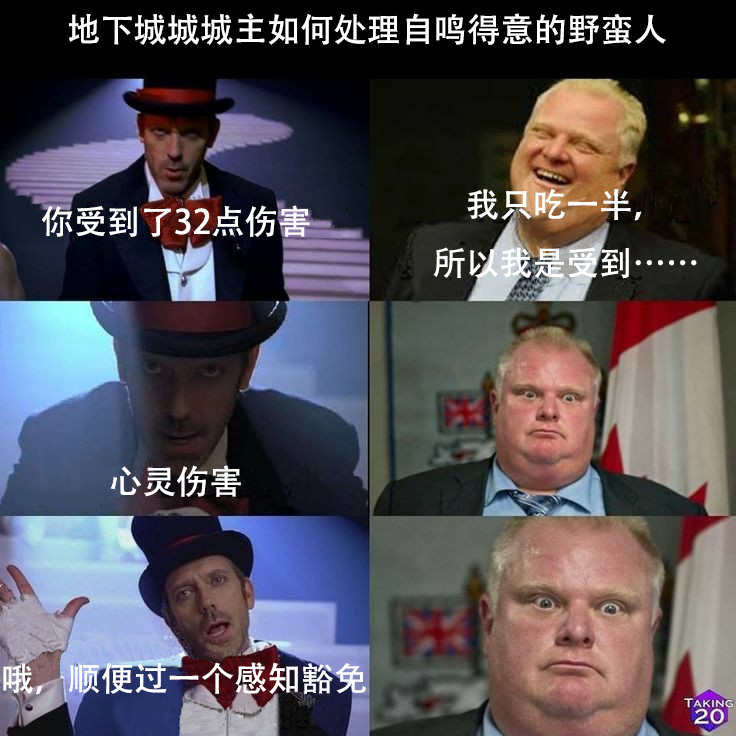 地下城城城主如何处理自鸣得意的野蛮人
你受到了32点伤害
我只吃一半,
所以我是受到……
心灵伤害
哦，顺便过一个感知豁免
TAKING
20